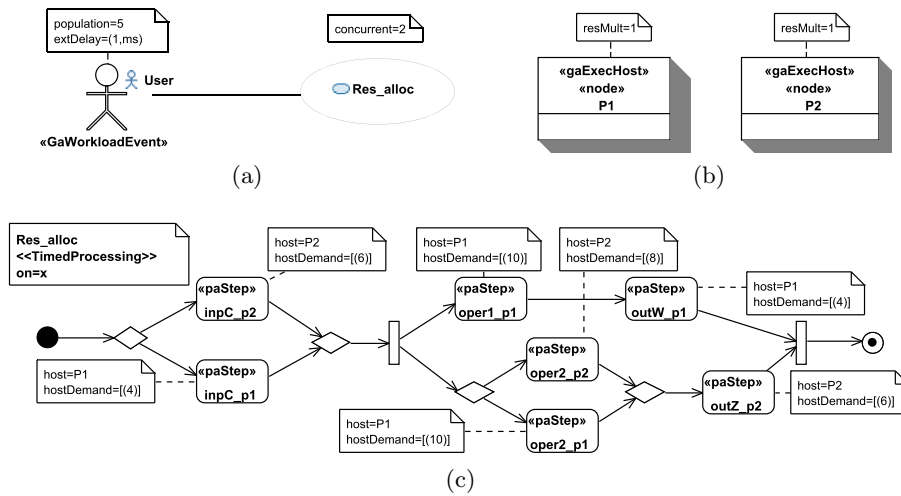 population=5
extDelay=(1,ms)
User
«GaWorkloadEvent»
concurrent=2
Res_alloc
(a)
resMult=1
«gaExecHost»
«node»
P1
resMult=1
«gaExecHost»
«node»
P2
(b)
Res_alloc
<<TimedProcessing>>
on=x
host=P2
hostDemand=[(6)]
host=P1
hostDemand=[(10)]
host=P2
hostDemand=[(8)]
host=P1
hostDemand=[(4)]
«paStep»
inpC_p2
«paStep»
oper1_p1
«paStep»
outW_p1
host=P1
hostDemand=[(4)]
«paStep»
inpC_p1
«paStep»
oper2_p2
«paStep»
outZ_p2
host=P2
hostDemand=[(6)]
host=P1
hostDemand=[(10)]
«paStep»
oper2_p1
(c)